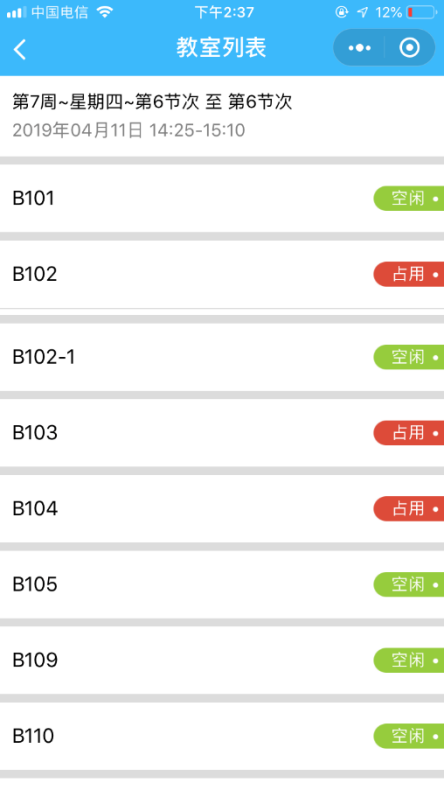 中国电信 下午2:37 12%
教室列表
第7周~星期四~第6节次 至 第6节次
2019年04月11日 14:25-15:10
B101 空闲
B102 占用
B102-1 空闲
B103 占用
B104 占用
B105 空闲
B109 空闲
B110 空闲